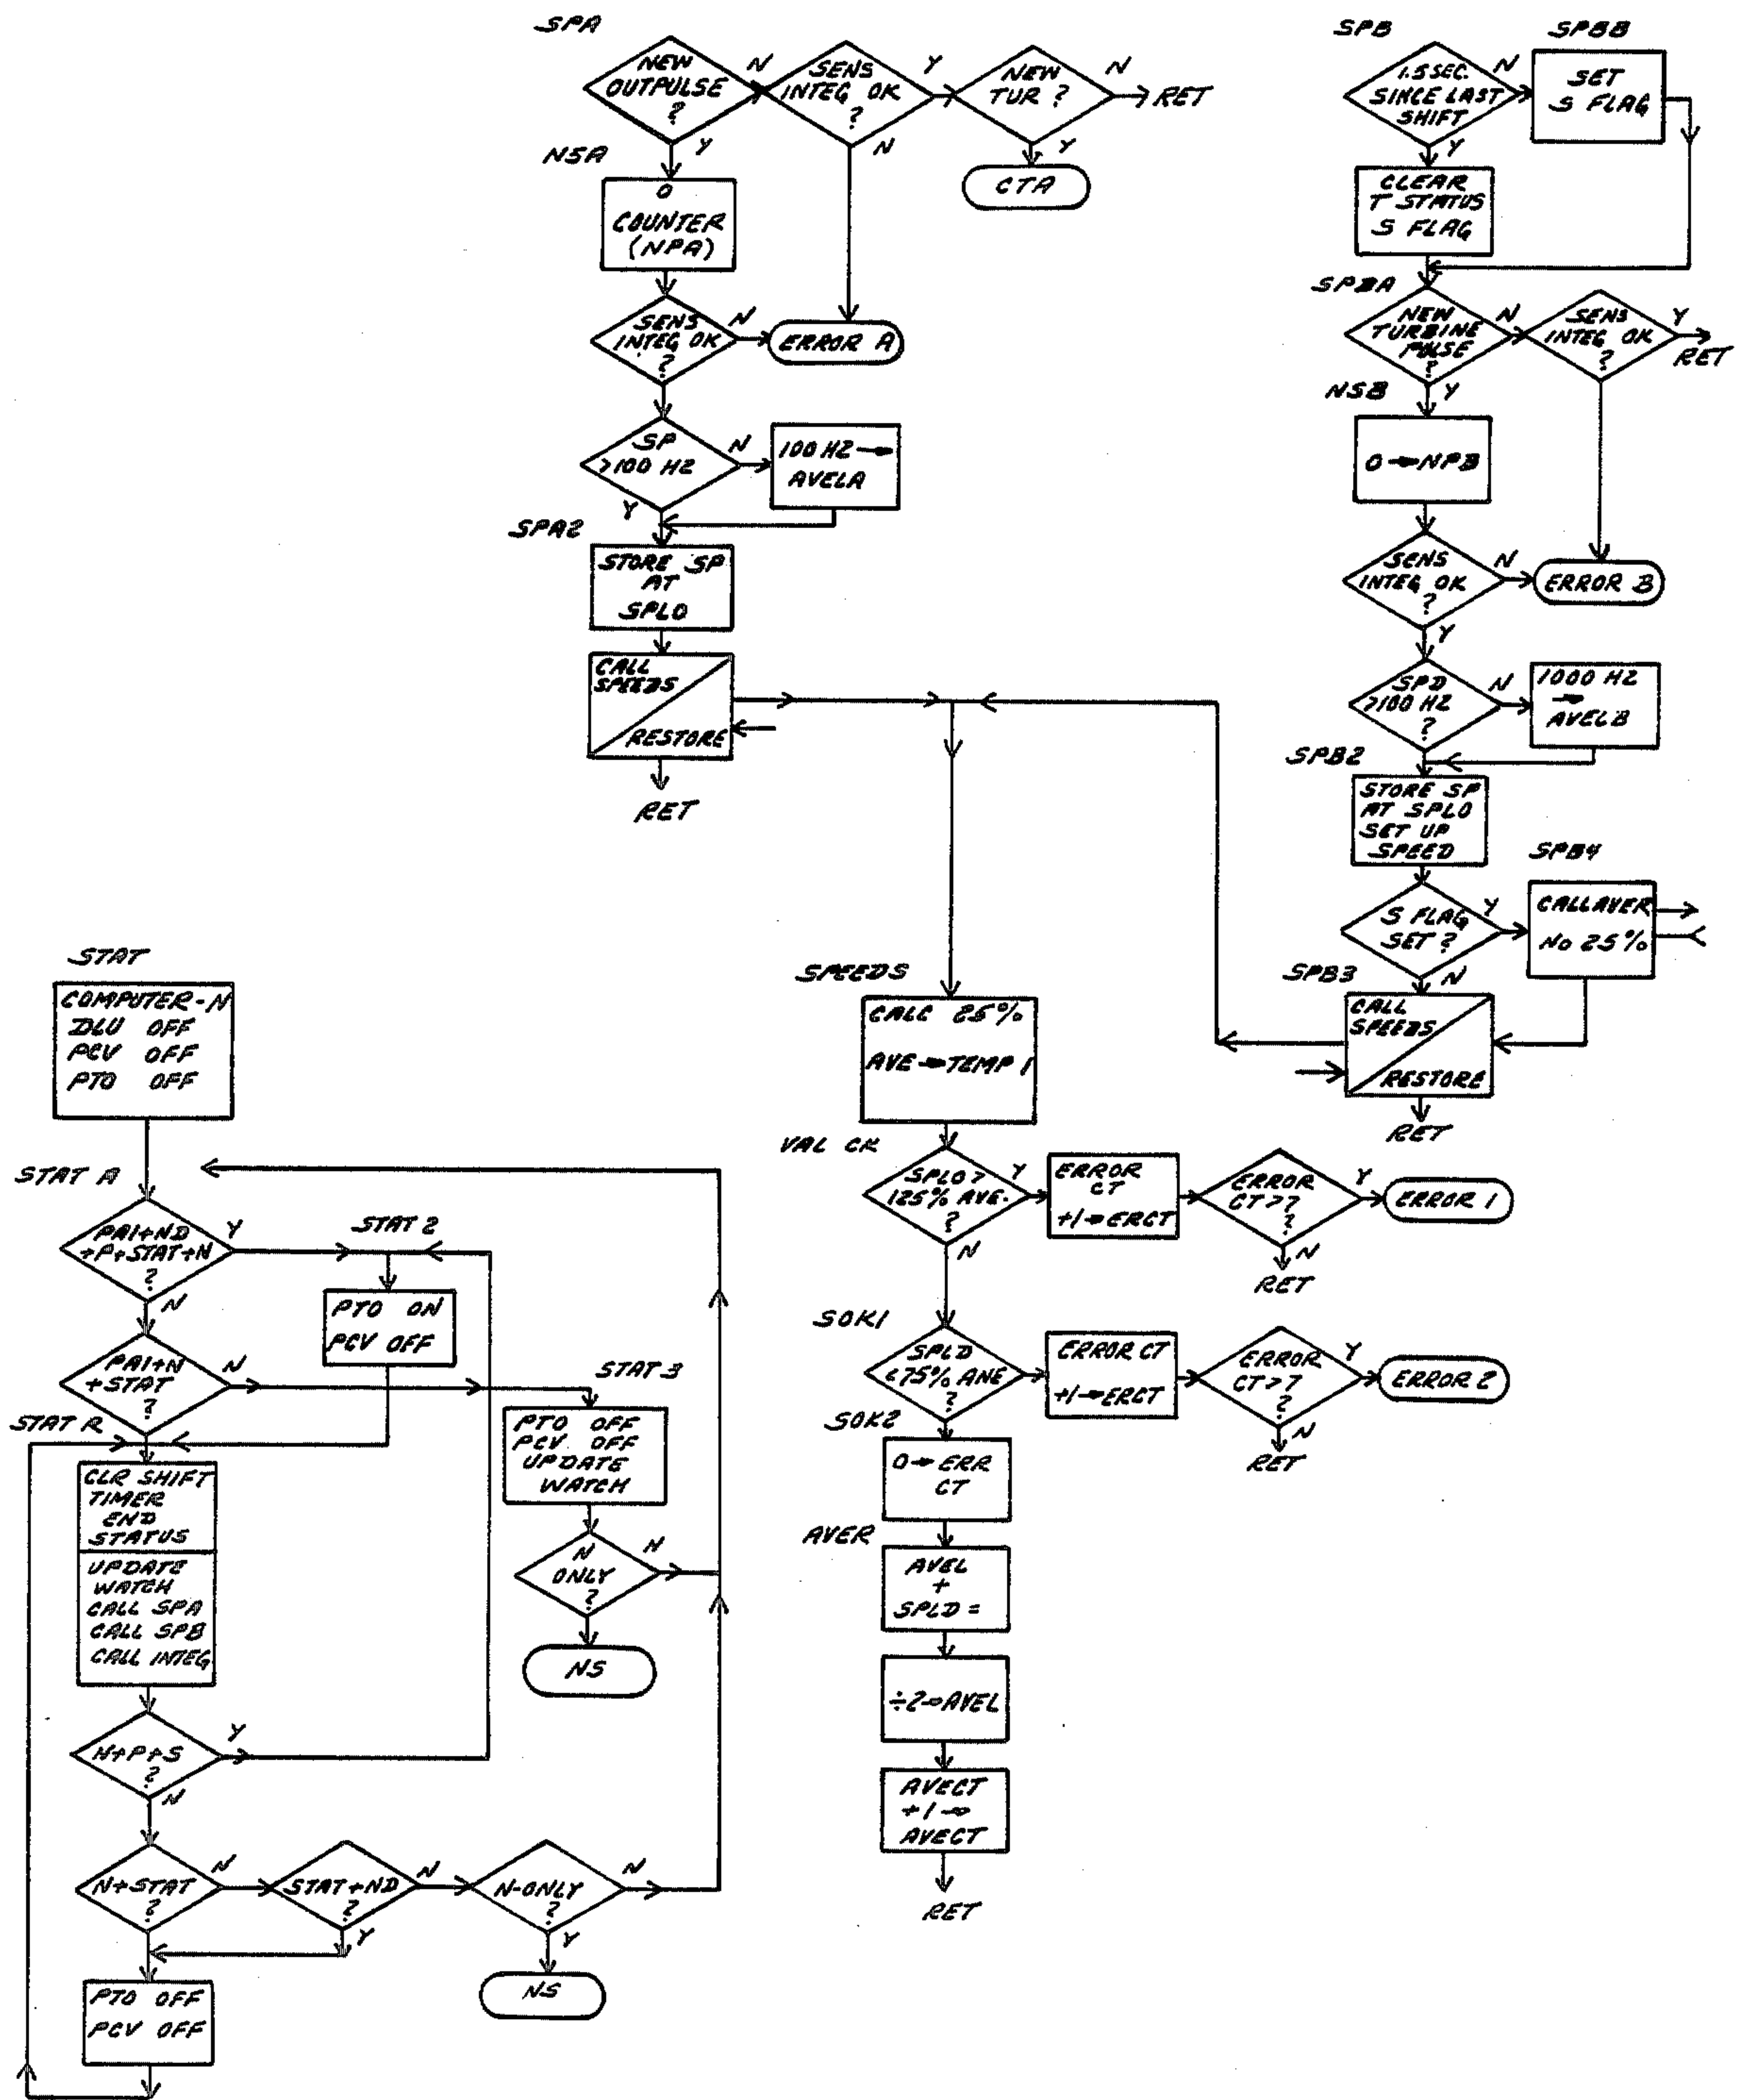 SPA
NEW
OUTPULSE
?
N
Y
SENS
INTEG OK
?
Y
N
NEW
TUR ?
N
RET
Y
CTA
NSA
0
COUNTER
(NPA)
SENS
INTEG OK
?
N
ERROR A
SP
>100 HZ
N
Y
100 HZ →
AVELA
SPA2
STORE SP
AT
SPLO
CALL
SPEEDS
RESTORE
RET
SPB
1.5 SEC.
SINCE LAST
SHIFT
N
Y
SPBB
SET
S FLAG
CLEAR
T STATUS
S FLAG
SPBA
NEW
TURBINE
PULSE
?
N
Y
SENS
INTEG OK
?
Y
RET
NSB
0 → NPB
SENS
INTEG OK
?
N
Y
ERROR B
SPD
>100 HZ
?
N
1000 HZ
→
AVELB
SPB2
STORE SP
AT SPLO
SET UP
SPEED
S FLAG
SET ?
Y
N
SPB4
CALLAVER
NO 25%
SPB3
CALL
SPEEDS
RESTORE
RET
SPEEDS
CALC 25%
AVE → TEMP 1
VAL CK
SPLO >
125% AVE.
?
Y
N
ERROR
CT
+1 → ERCT
ERROR
CT >7
?
Y
N
ERROR 1
RET
SOK1
SPLD
<75% ANE
?
ERROR CT
+1 → ERCT
ERROR
CT >7
?
Y
N
ERROR 2
RET
SOK2
0 → ERR
CT
AVER
AVEL
+
SPLD =
÷2 → AVEL
AVECT
+1 →
AVECT
RET
STAT
COMPUTER-N
DLU OFF
PCV OFF
PTO OFF
STAT A
PAI+ND
+P+STAT+N
?
Y
N
STAT 2
PTO ON
PCV OFF
PAI+N
+STAT
?
N
STAT 3
PTO OFF
PCV OFF
UPDATE
WATCH
N
ONLY
?
N
NS
STAT R
CLR SHIFT
TIMER
END
STATUS
UPDATE
WATCH
CALL SPA
CALL SPB
CALL INTEG
N+P+S
?
Y
N
N+STAT
?
N
STAT+ND
?
N
Y
N-ONLY
?
N
Y
NS
PTO OFF
PCV OFF